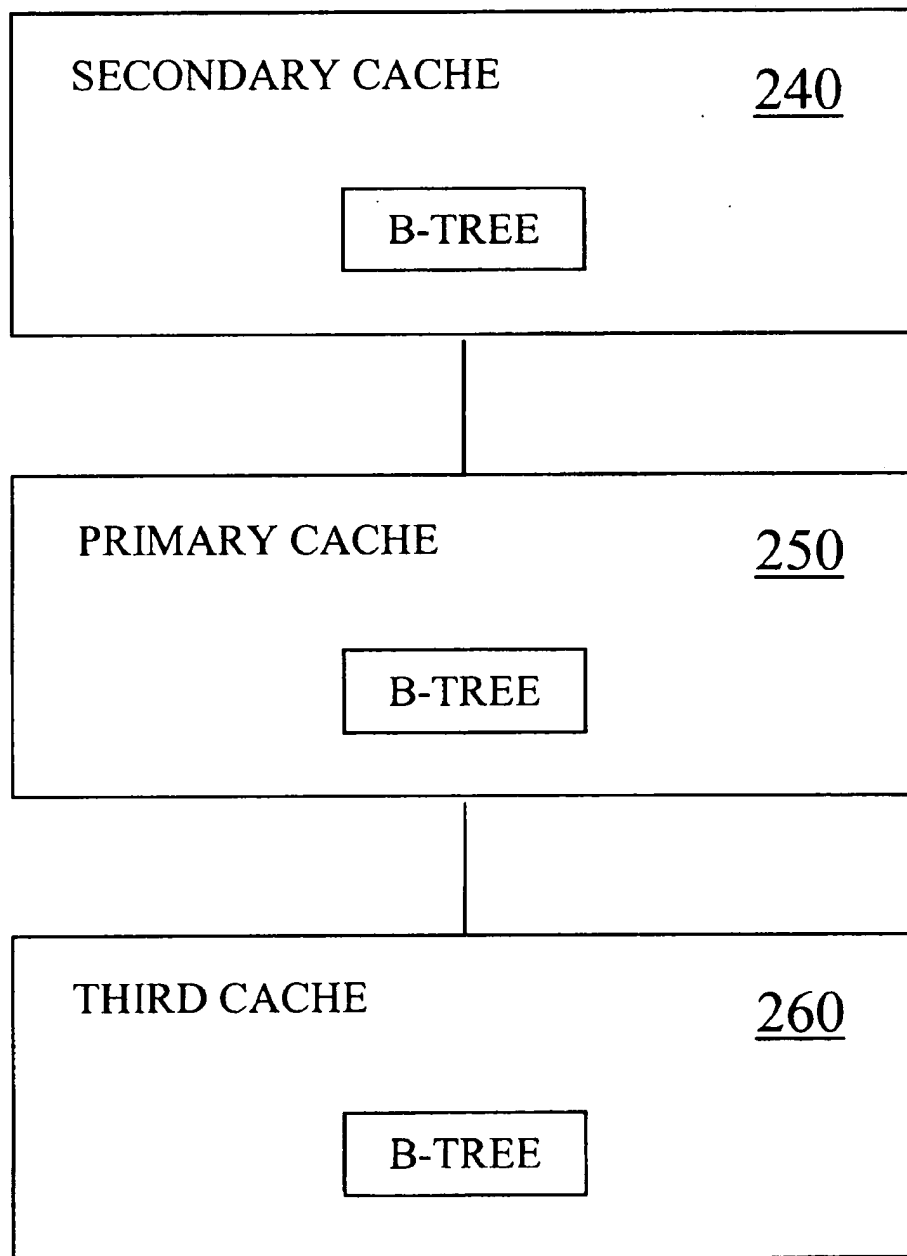 SECONDARY CACHE
240
B-TREE
PRIMARY CACHE
250
B-TREE
THIRD CACHE
260
B-TREE